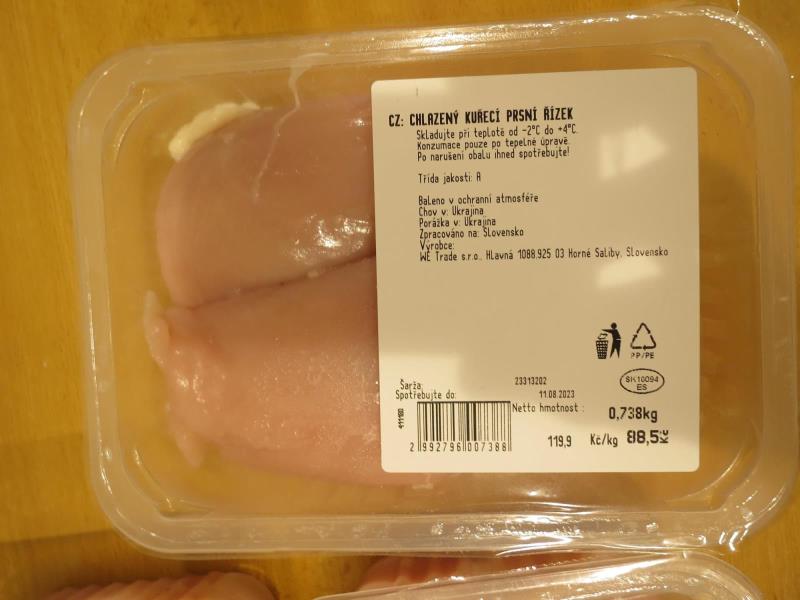 CZ: CHLAZENÝ KUŘECÍ PRSNÍ ŘÍZEK
Skladujte při teplotě od -2°C do +4°C.
Konzumace pouze po tepelné úpravě.
Po narušení obalu ihned spotřebujte!
Třída jakosti: A
Baleno v ochranní atmosféře
Chov v: Ukrajina
Porážka v: Ukrajina
Zpracováno na: Slovensko
Výrobce:
WE Trade s.r.o., Hlavná 1088,925 03 Horné Saliby, Slovensko
PP/PE
SK10094
ES
Šarža: 23313202
Spotřebujte do: 11.08.2023
Netto hmotnost : 0,738kg
411180
2 992796 007388
119,9 Kč/kg 88,5Kč